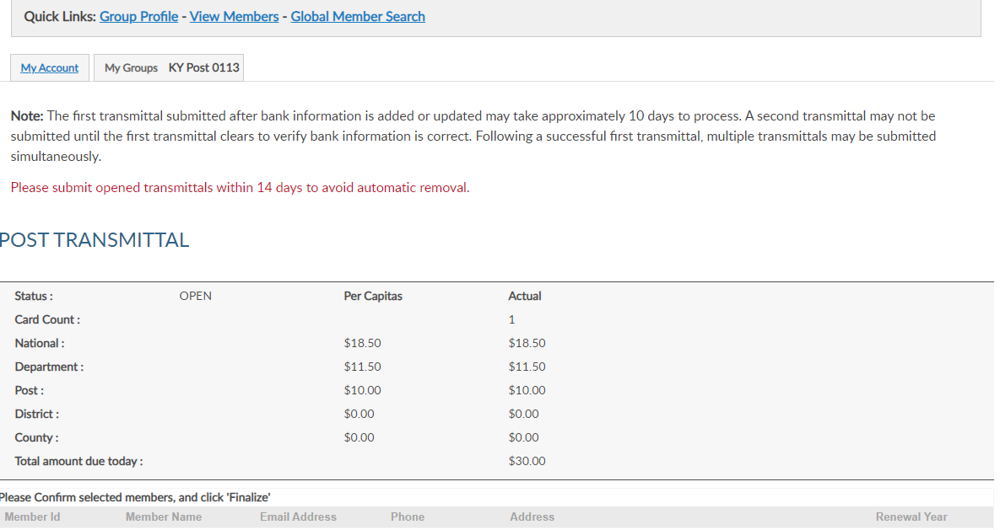 Quick Links: Group Profile - View Members - Global Member Search
My Account My Groups KY Post 0113
Note: The first transmittal submitted after bank information is added or updated may take approximately 10 days to process. A second transmittal may not be
submitted until the first transmittal clears to verify bank information is correct. Following a successful first transmittal, multiple transmittals may be submitted
simultaneously.
Please submit opened transmittals within 14 days to avoid automatic removal.
POST TRANSMITTAL
Status : OPEN Per Capitas Actual
Card Count : 1
National : $18.50 $18.50
Department : $11.50 $11.50
Post : $10.00 $10.00
District : $0.00 $0.00
County : $0.00 $0.00
Total amount due today : $30.00
Please Confirm selected members, and click 'Finalize'
Member Id Member Name Email Address Phone Address Renewal Year